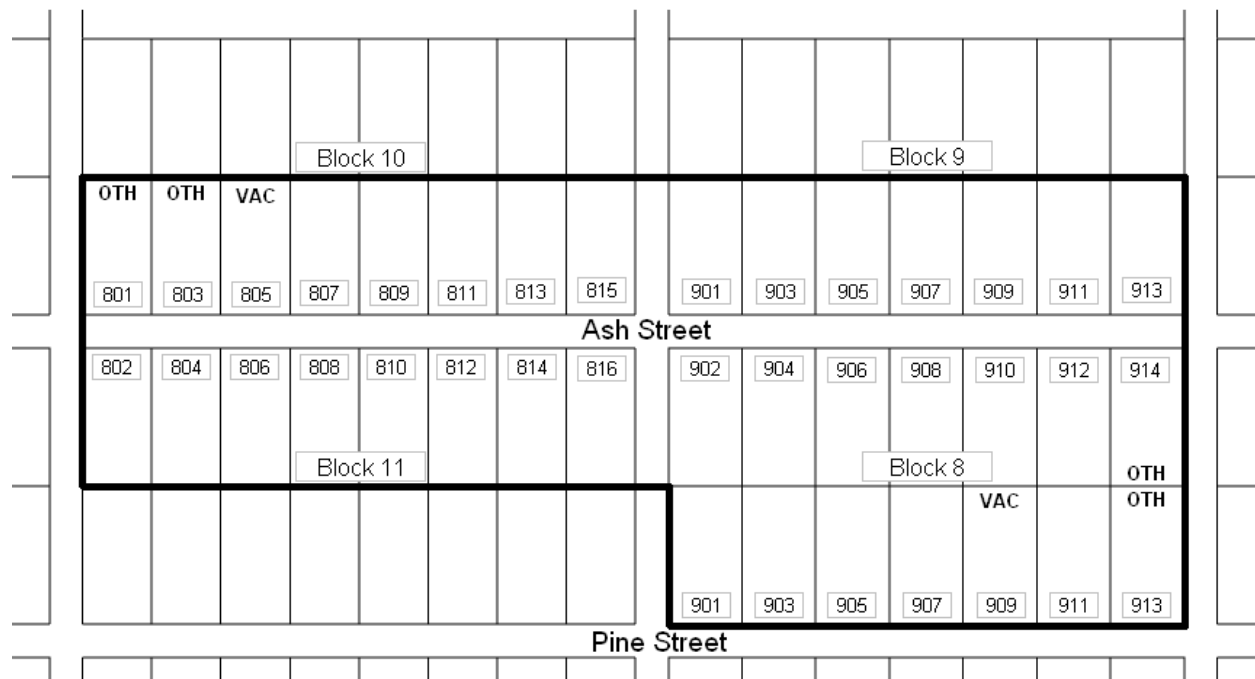 Block 10 Block 9
OTH OTH VAC
801 803 805 807 809 811 813 815 901 903 905 907 909 911 913
Ash Street
802 804 806 808 810 812 814 816 902 904 906 908 910 912 914
Block 11 Block 8 OTH
VAC OTH
901 903 905 907 909 911 913
Pine Street